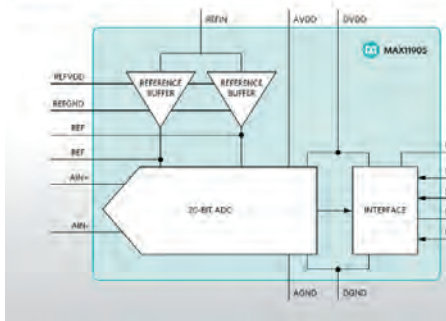 REFIN
AVDD
DVDD
MAX11905
REFVDD
REFERENCE
BUFFER
REFERENCE
BUFFER
REFGND
REF
REF
AIN+
20-BIT ADC
INTERFACE
AIN-
AGND
DGND